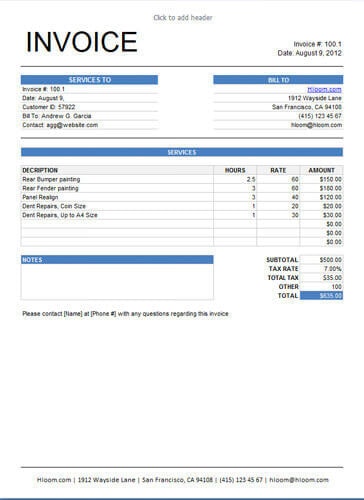 Click to add header
INVOICE
Invoice #: 100.1
Date: August 9, 2012
SERVICES TO
BILL TO
Invoice #: 100.1
Hloom.com
Date: August 9,
1912 Wayside Lane
Customer ID: 57922
San Francisco, CA 94108
Bill To: Andrew G. Garcia
(415) 123 45 67
Contact: agg@website.com
hloom@hloom.com
SERVICES
DECRIPTION HOURS RATE AMOUNT
Rear Bumper painting 2.5 60 $150.00
Rear Fender painting 3 60 $180.00
Panel Realign 3 40 $120.00
Dent Repairs, Coin Size 1 20 $20.00
Dent Repairs, Up to A4 Size 1 30 $30.00
$0.00
$0.00
$0.00
NOTES
SUBTOTAL $500.00
TAX RATE 7.00%
TOTAL TAX $35.00
OTHER 100
TOTAL $635.00
Please contact [Name] at [Phone #] with any questions regarding this invoice
Hloom.com | 1912 Wayside Lane | San Francisco, CA 94108 | (415) 123 45 67 | hloom@hloom.com